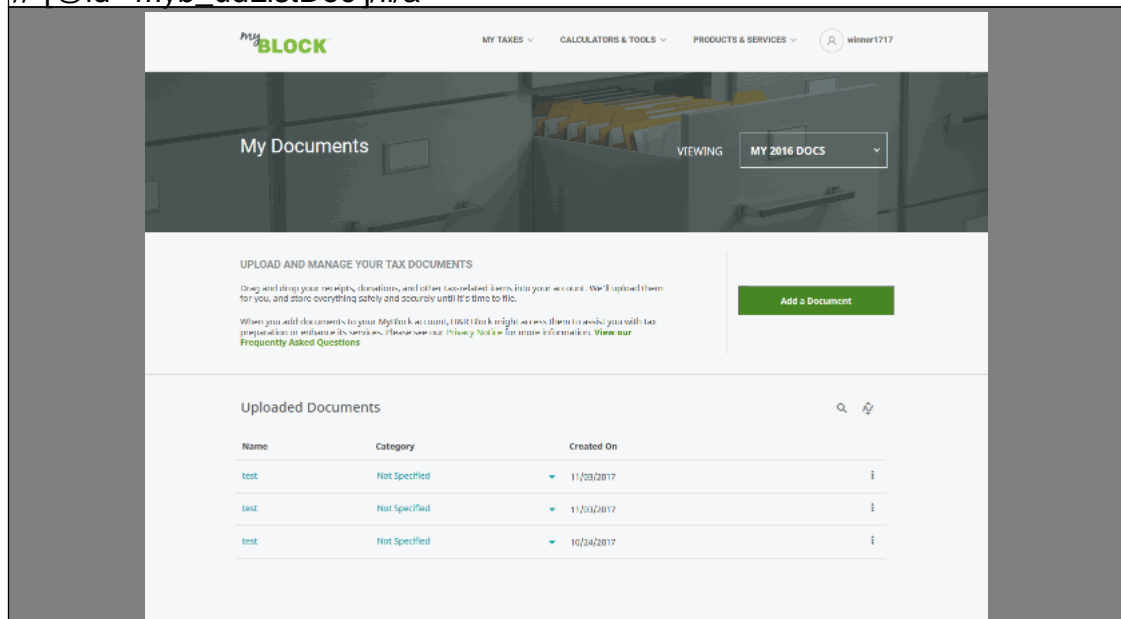 my BLOCK MY TAXES CALCULATORS & TOOLS PRODUCTS & SERVICES winner1717
My Documents VIEWING MY 2016 DOCS
UPLOAD AND MANAGE YOUR TAX DOCUMENTS
Drag and drop your receipts, donations, and other tax-related items into your account. We'll upload them
for you, and store everything safely and securely until it's time to file.
Add a Document
When you add documents to your MyBlock account, H&R Block might access them to assist you with tax
preparation or enhance its services. Please see our Privacy Notice for more information. View our
Frequently Asked Questions
Uploaded Documents
Name Category Created On
test Not Specified 11/03/2017
test Not Specified 11/03/2017
test Not Specified 10/24/2017